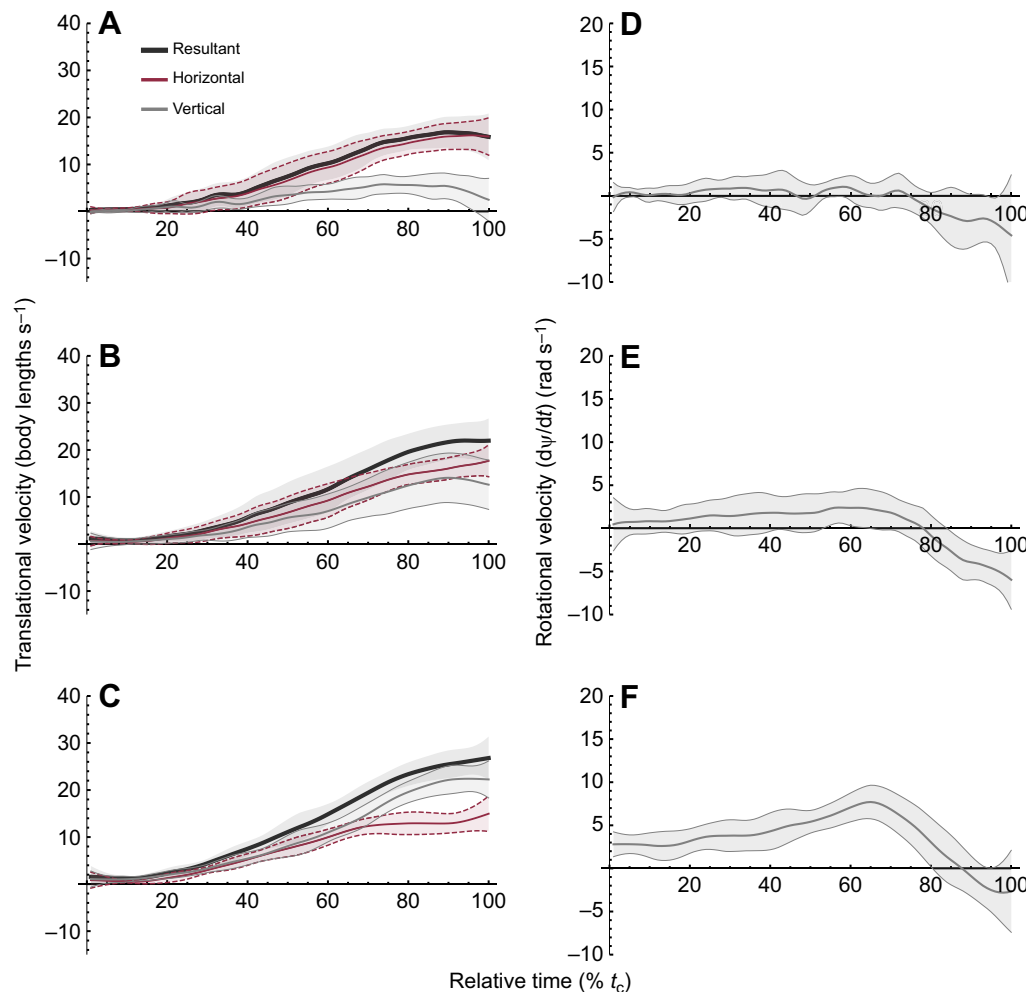 A
40
30
20
10
–10
20 40 60 80 100
Resultant
Horizontal
Vertical
D
20
15
10
5
0
–5
–10
20 40 60 80 100
B
40
30
20
10
–10
20 40 60 80 100
E
20
15
10
5
0
–5
–10
20 40 60 80 100
C
40
30
20
10
–10
20 40 60 80 100
F
20
15
10
5
0
–5
–10
20 40 60 80 100
Translational velocity (body lengths s⁻¹)
Rotational velocity (dψ/dt) (rad s⁻¹)
Relative time (% t_c)